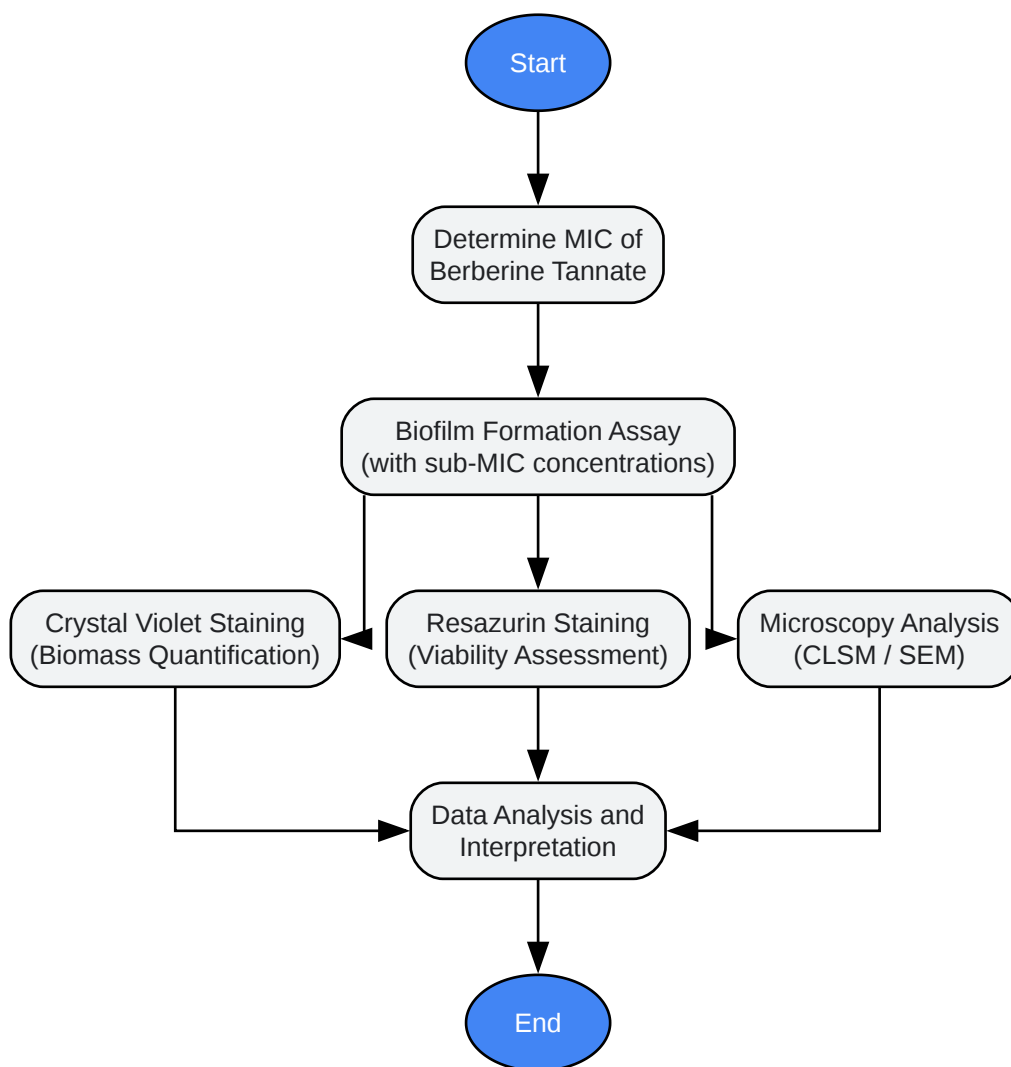 Start
Determine MIC of
Berberine Tannate
Biofilm Formation Assay
(with sub-MIC concentrations)
Crystal Violet Staining
(Biomass Quantification)
Resazurin Staining
(Viability Assessment)
Microscopy Analysis
(CLSM / SEM)
Data Analysis and
Interpretation
End